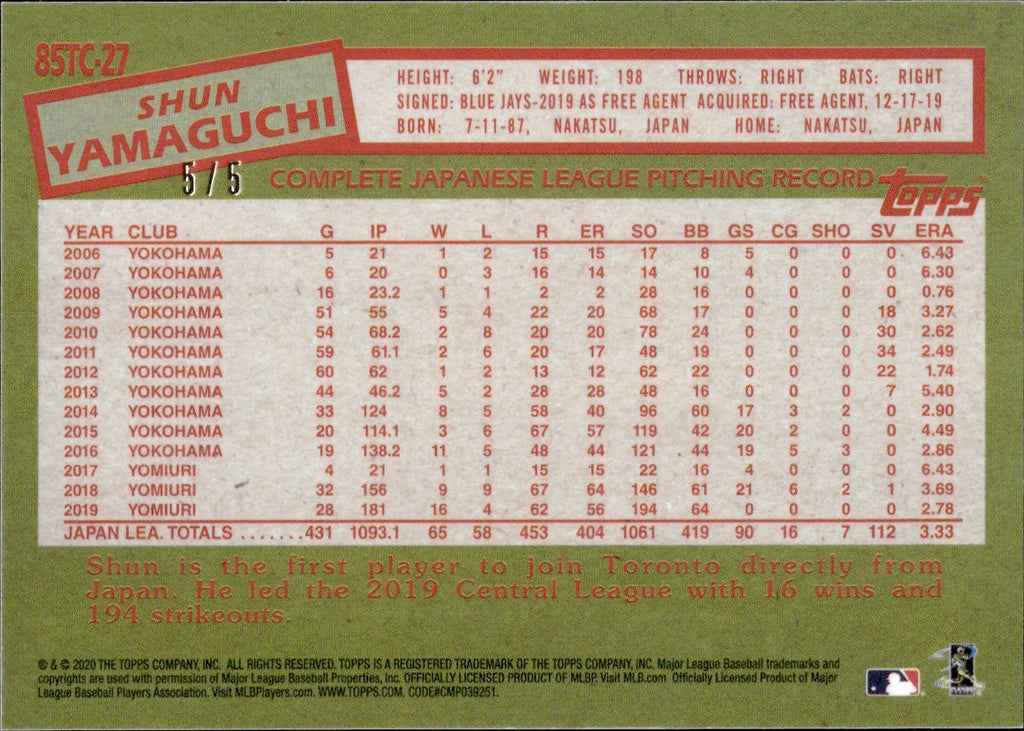 85TC-27
SHUN
YAMAGUCHI
HEIGHT: 6'2" WEIGHT: 198 THROWS: RIGHT BATS: RIGHT
SIGNED: BLUE JAYS-2019 AS FREE AGENT ACQUIRED: FREE AGENT, 12-17-19
BORN: 7-11-87, NAKATSU, JAPAN HOME: NAKATSU, JAPAN
5/5 COMPLETE JAPANESE LEAGUE PITCHING RECORD Topps®
YEAR CLUB G IP W L R ER SO BB GS CG SHO SV ERA
2006 YOKOHAMA 5 21 1 2 15 15 17 8 5 0 0 0 6.43
2007 YOKOHAMA 6 20 0 3 16 14 14 10 4 0 0 0 6.30
2008 YOKOHAMA 16 23.2 1 1 2 2 28 16 0 0 0 0 0.76
2009 YOKOHAMA 51 55 5 4 22 20 68 17 0 0 0 18 3.27
2010 YOKOHAMA 54 68.2 2 8 20 20 78 24 0 0 0 30 2.62
2011 YOKOHAMA 59 61.1 2 6 20 17 48 19 0 0 0 34 2.49
2012 YOKOHAMA 60 62 1 2 13 12 62 22 0 0 0 22 1.74
2013 YOKOHAMA 44 46.2 5 2 28 28 48 16 0 0 0 7 5.40
2014 YOKOHAMA 33 124 8 5 58 40 96 60 17 3 2 0 2.90
2015 YOKOHAMA 20 114.1 3 6 67 57 119 42 20 2 0 0 4.49
2016 YOKOHAMA 19 138.2 11 5 48 44 121 44 19 5 3 0 2.86
2017 YOMIURI 4 21 1 1 15 15 22 16 4 0 0 0 6.43
2018 YOMIURI 32 156 9 9 67 64 146 61 21 6 2 1 3.69
2019 YOMIURI 28 181 16 4 62 56 194 64 0 0 0 0 2.78
JAPAN LEA. TOTALS .......431 1093.1 65 58 453 404 1061 419 90 16 7 112 3.33
Shun is the first player to join Toronto directly from
Japan. He led the 2019 Central League with 16 wins and
194 strikeouts.
® & © 2020 THE TOPPS COMPANY, INC. ALL RIGHTS RESERVED. TOPPS IS A REGISTERED TRADEMARK OF THE TOPPS COMPANY, INC. Major League Baseball trademarks and
copyrights are used with permission of Major League Baseball Properties, Inc. OFFICIALLY LICENSED PRODUCT OF MLBP. Visit MLB.com Officially Licensed Product of Major
League Baseball Players Association. Visit MLBPlayers.com. WWW.TOPPS.COM. CODE#CMP039251.